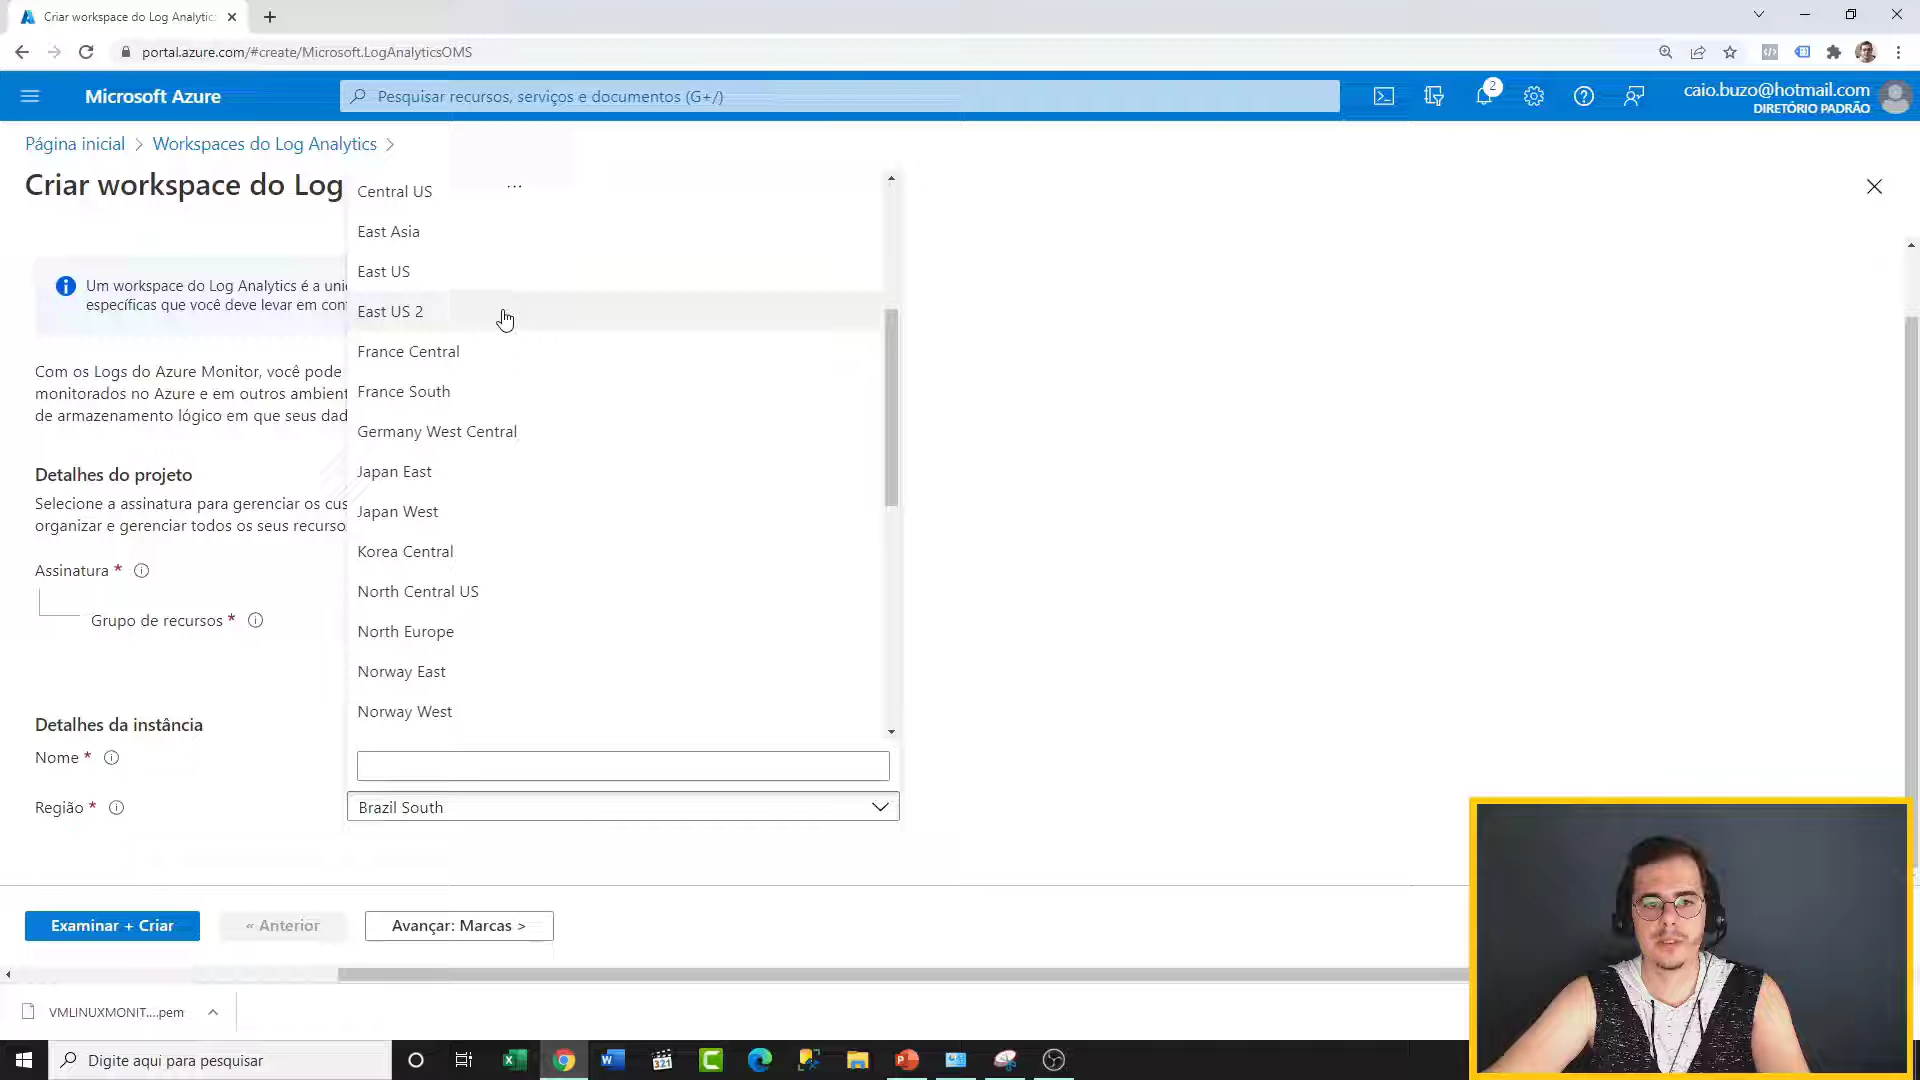 Criar workspace do Log Analytics
portal.azure.com/#create/Microsoft.LogAnalyticsOMS
Microsoft Azure
Pesquisar recursos, serviços e documentos (G+/)
2
caio.buzo@hotmail.com
DIRETÓRIO PADRÃO
Página inicial > Workspaces do Log Analytics >
Criar workspace do Log
...
Central US
East Asia
East US
East US 2
France Central
France South
Germany West Central
Japan East
Japan West
Korea Central
North Central US
North Europe
Norway East
Norway West
Um workspace do Log Analytics é a uni
específicas que você deve levar em con
Com os Logs do Azure Monitor, você pode
monitorados no Azure e em outros ambient
de armazenamento lógico em que seus dad
Detalhes do projeto
Selecione a assinatura para gerenciar os cus
organizar e gerenciar todos os seus recurso
Assinatura *
Grupo de recursos *
Detalhes da instância
Nome *
Região *
Brazil South
Examinar + Criar
« Anterior
Avançar: Marcas >
VMLINUXMONIT....pem
Digite aqui para pesquisar
321